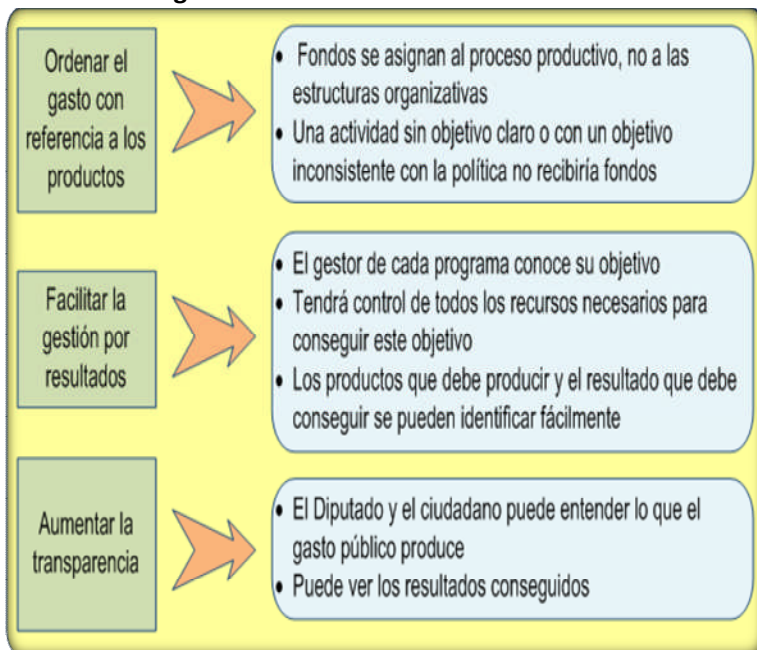 Ordenar el
gasto con
referencia a los
productos
• Fondos se asignan al proceso productivo, no a las
estructuras organizativas
• Una actividad sin objetivo claro o con un objetivo
inconsistente con la política no recibiría fondos
Facilitar la
gestión por
resultados
• El gestor de cada programa conoce su objetivo
• Tendrá control de todos los recursos necesarios para
conseguir este objetivo
• Los productos que debe producir y el resultado que debe
conseguir se pueden identificar fácilmente
Aumentar la
transparencia
• El Diputado y el ciudadano puede entender lo que el
gasto público produce
• Puede ver los resultados conseguidos